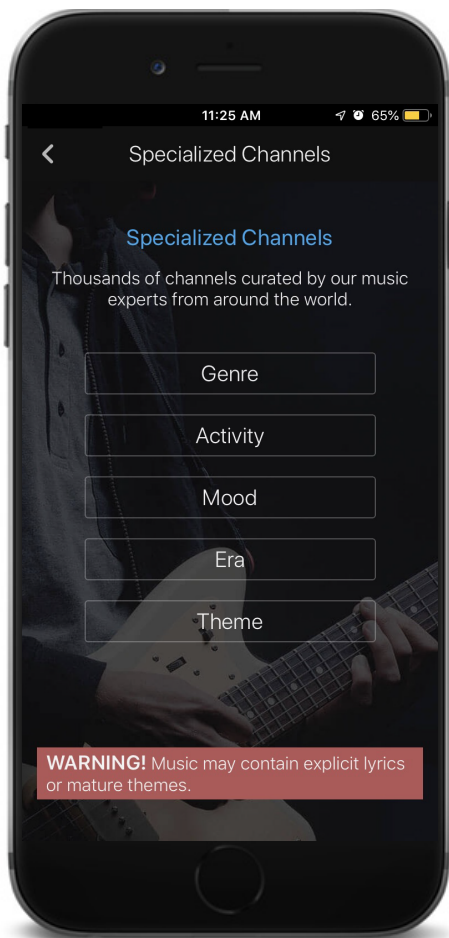 11:25 AM 65%
Specialized Channels
Specialized Channels
Thousands of channels curated by our music
experts from around the world.
Genre
Activity
Mood
Era
Theme
WARNING! Music may contain explicit lyrics
or mature themes.